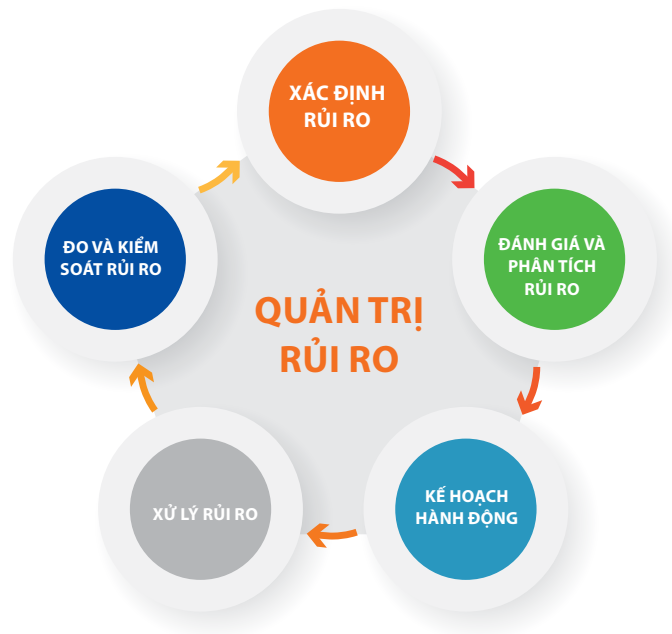 XÁC ĐỊNH
RỦI RO
ĐÁNH GIÁ VÀ
PHÂN TÍCH
RỦI RO
KẾ HOẠCH
HÀNH ĐỘNG
XỬ LÝ RỦI RO
ĐO VÀ KIỂM
SOÁT RỦI RO
QUẢN TRỊ
RỦI RO